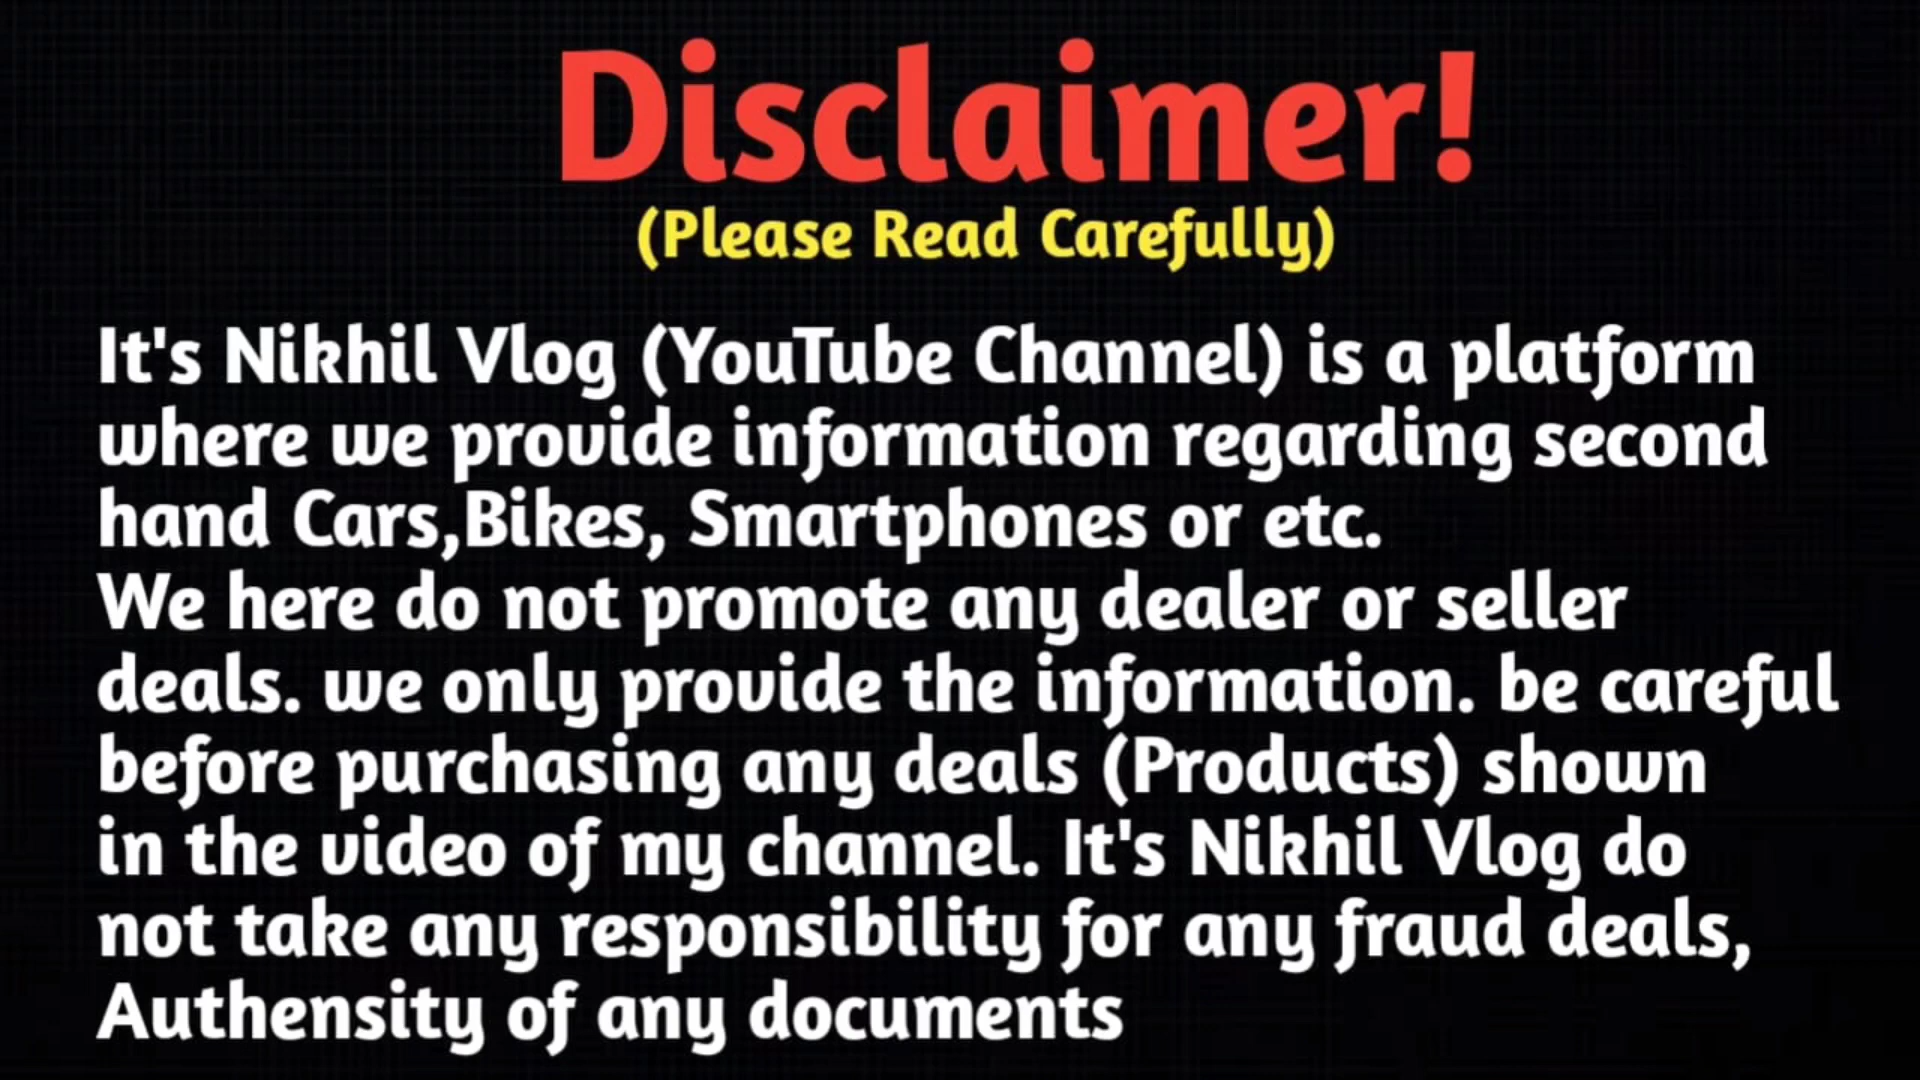 Disclaimer!
(Please Read Carefully)
It's Nikhil Vlog (YouTube Channel) is a platform
where we provide information regarding second
hand Cars,Bikes, Smartphones or etc.
We here do not promote any dealer or seller
deals. we only provide the information. be careful
before purchasing any deals (Products) shown
in the video of my channel. It's Nikhil Vlog do
not take any responsibility for any fraud deals,
Authensity of any documents